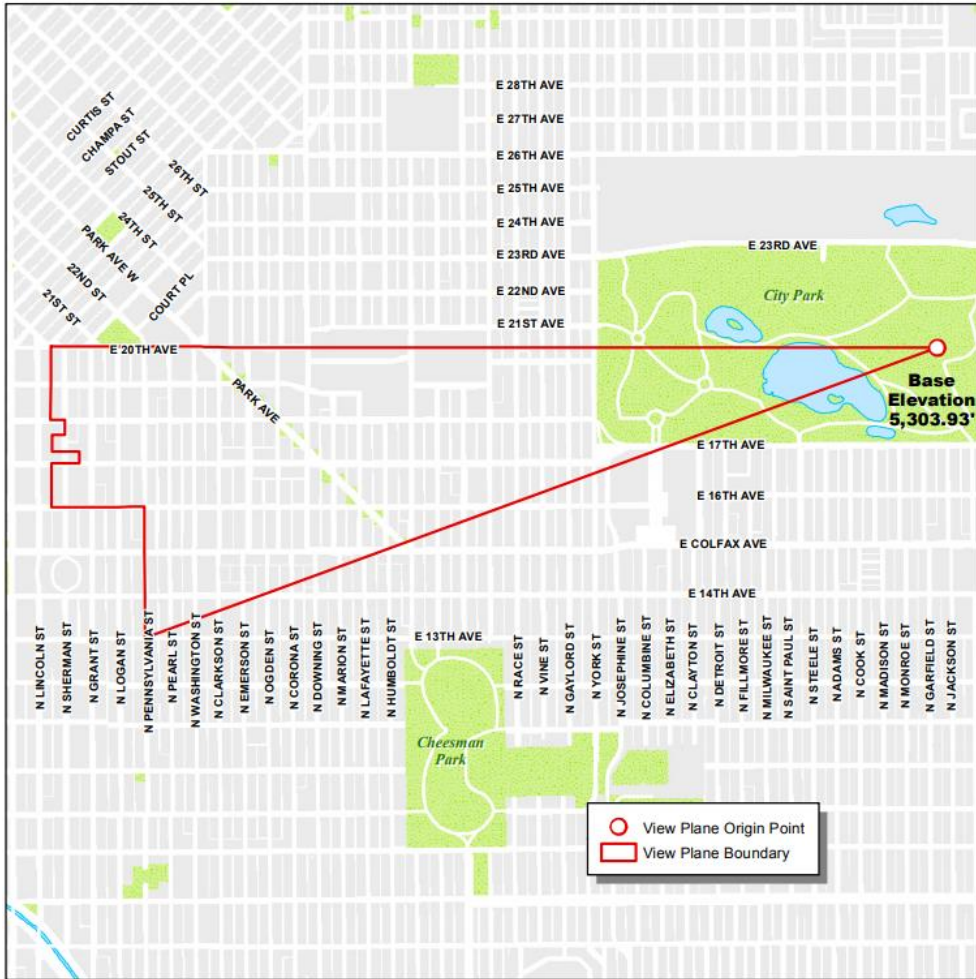 E 28TH AVE
CURTIS ST
CHAMPA ST
STOUT ST
E 27TH AVE
E 26TH AVE
26TH ST
25TH ST
E 25TH AVE
24TH ST
E 24TH AVE
PARK AVE W
E 23RD AVE
E 23RD AVE
22ND ST
COURT PL
E 22ND AVE
City Park
21ST ST
E 21ST AVE
E 20TH AVE
PARK AVE
Base
Elevation
5,303.93'
E 17TH AVE
E 16TH AVE
E COLFAX AVE
E 14TH AVE
E 13TH AVE
N LINCOLN ST
N SHERMAN ST
N GRANT ST
N LOGAN ST
N PENNSYLVANIA ST
N PEARL ST
N WASHINGTON ST
N CLARKSON ST
N EMERSON ST
N OGDEN ST
N CORONA ST
N DOWNING ST
N MARION ST
N LAFAYETTE ST
N HUMBOLDT ST
N RACE ST
N VINE ST
N GAYLORD ST
N YORK ST
N JOSEPHINE ST
N COLUMBINE ST
N ELIZABETH ST
N CLAYTON ST
N DETROIT ST
N FILLMORE ST
N MILWAUKEE ST
N SAINT PAUL ST
N STEELE ST
N ADAMS ST
N COOK ST
N MADISON ST
N MONROE ST
N GARFIELD ST
N JACKSON ST
Cheesman
Park
View Plane Origin Point
View Plane Boundary